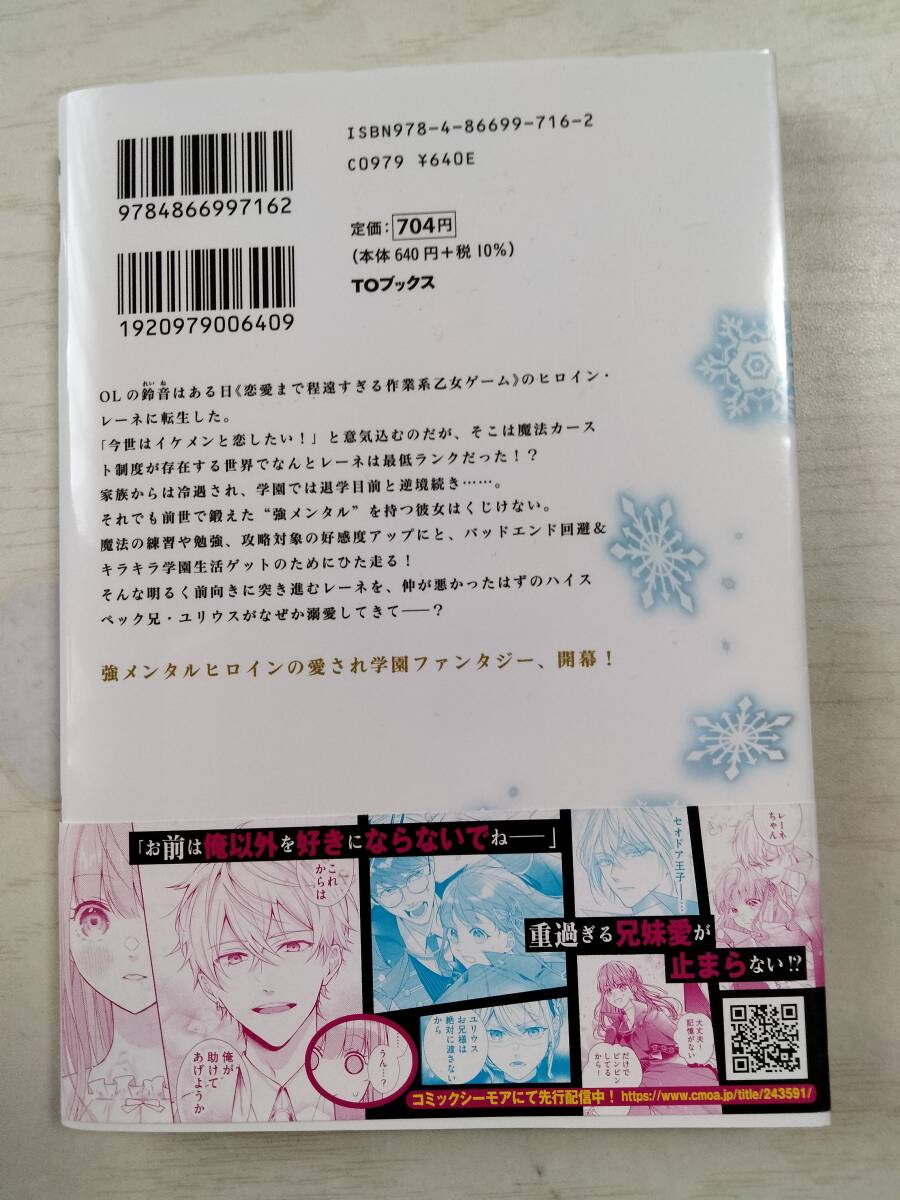 ISBN978-4-86699-716-2
C0979 ¥640E
9784866997162
定価：704円
（本体640円＋税10％）
TOブックス
1920979006409
れいね
OLの鈴音はある日《恋愛まで程遠すぎる作業系乙女ゲーム》のヒロイン・
レーネに転生した。
「今世はイケメンと恋したい！」と意気込むのだが、そこは魔法カース
ト制度が存在する世界でなんとレーネは最低ランクだった！？
家族からは冷遇され、学園では退学目前と逆境続き……。
それでも前世で鍛えた“強メンタル”を持つ彼女はくじけない。
魔法の練習や勉強、攻略対象の好感度アップにと、バッドエンド回避＆
キラキラ学園生活ゲットのためにひた走る！
そんな明るく前向きに突き進むレーネを、仲が悪かったはずのハイス
ペック兄・ユリウスがなぜか溺愛してきて――？
強メンタルヒロインの愛され学園ファンタジー、開幕！
「お前は俺以外を好きにならないでね――」
これ
からは
俺が
助けて
あげようか
……
うん…？
セオドア王子――……
レーネ
ちゃん
重過ぎる兄妹愛が
止まらない!?
ユリウス
お兄様は
絶対に渡さない
から
大丈夫！
記憶がない
だけで
ピンピン
してる
から！
コミックシーモアにて先行配信中！ https://www.cmoa.jp/title/243591/